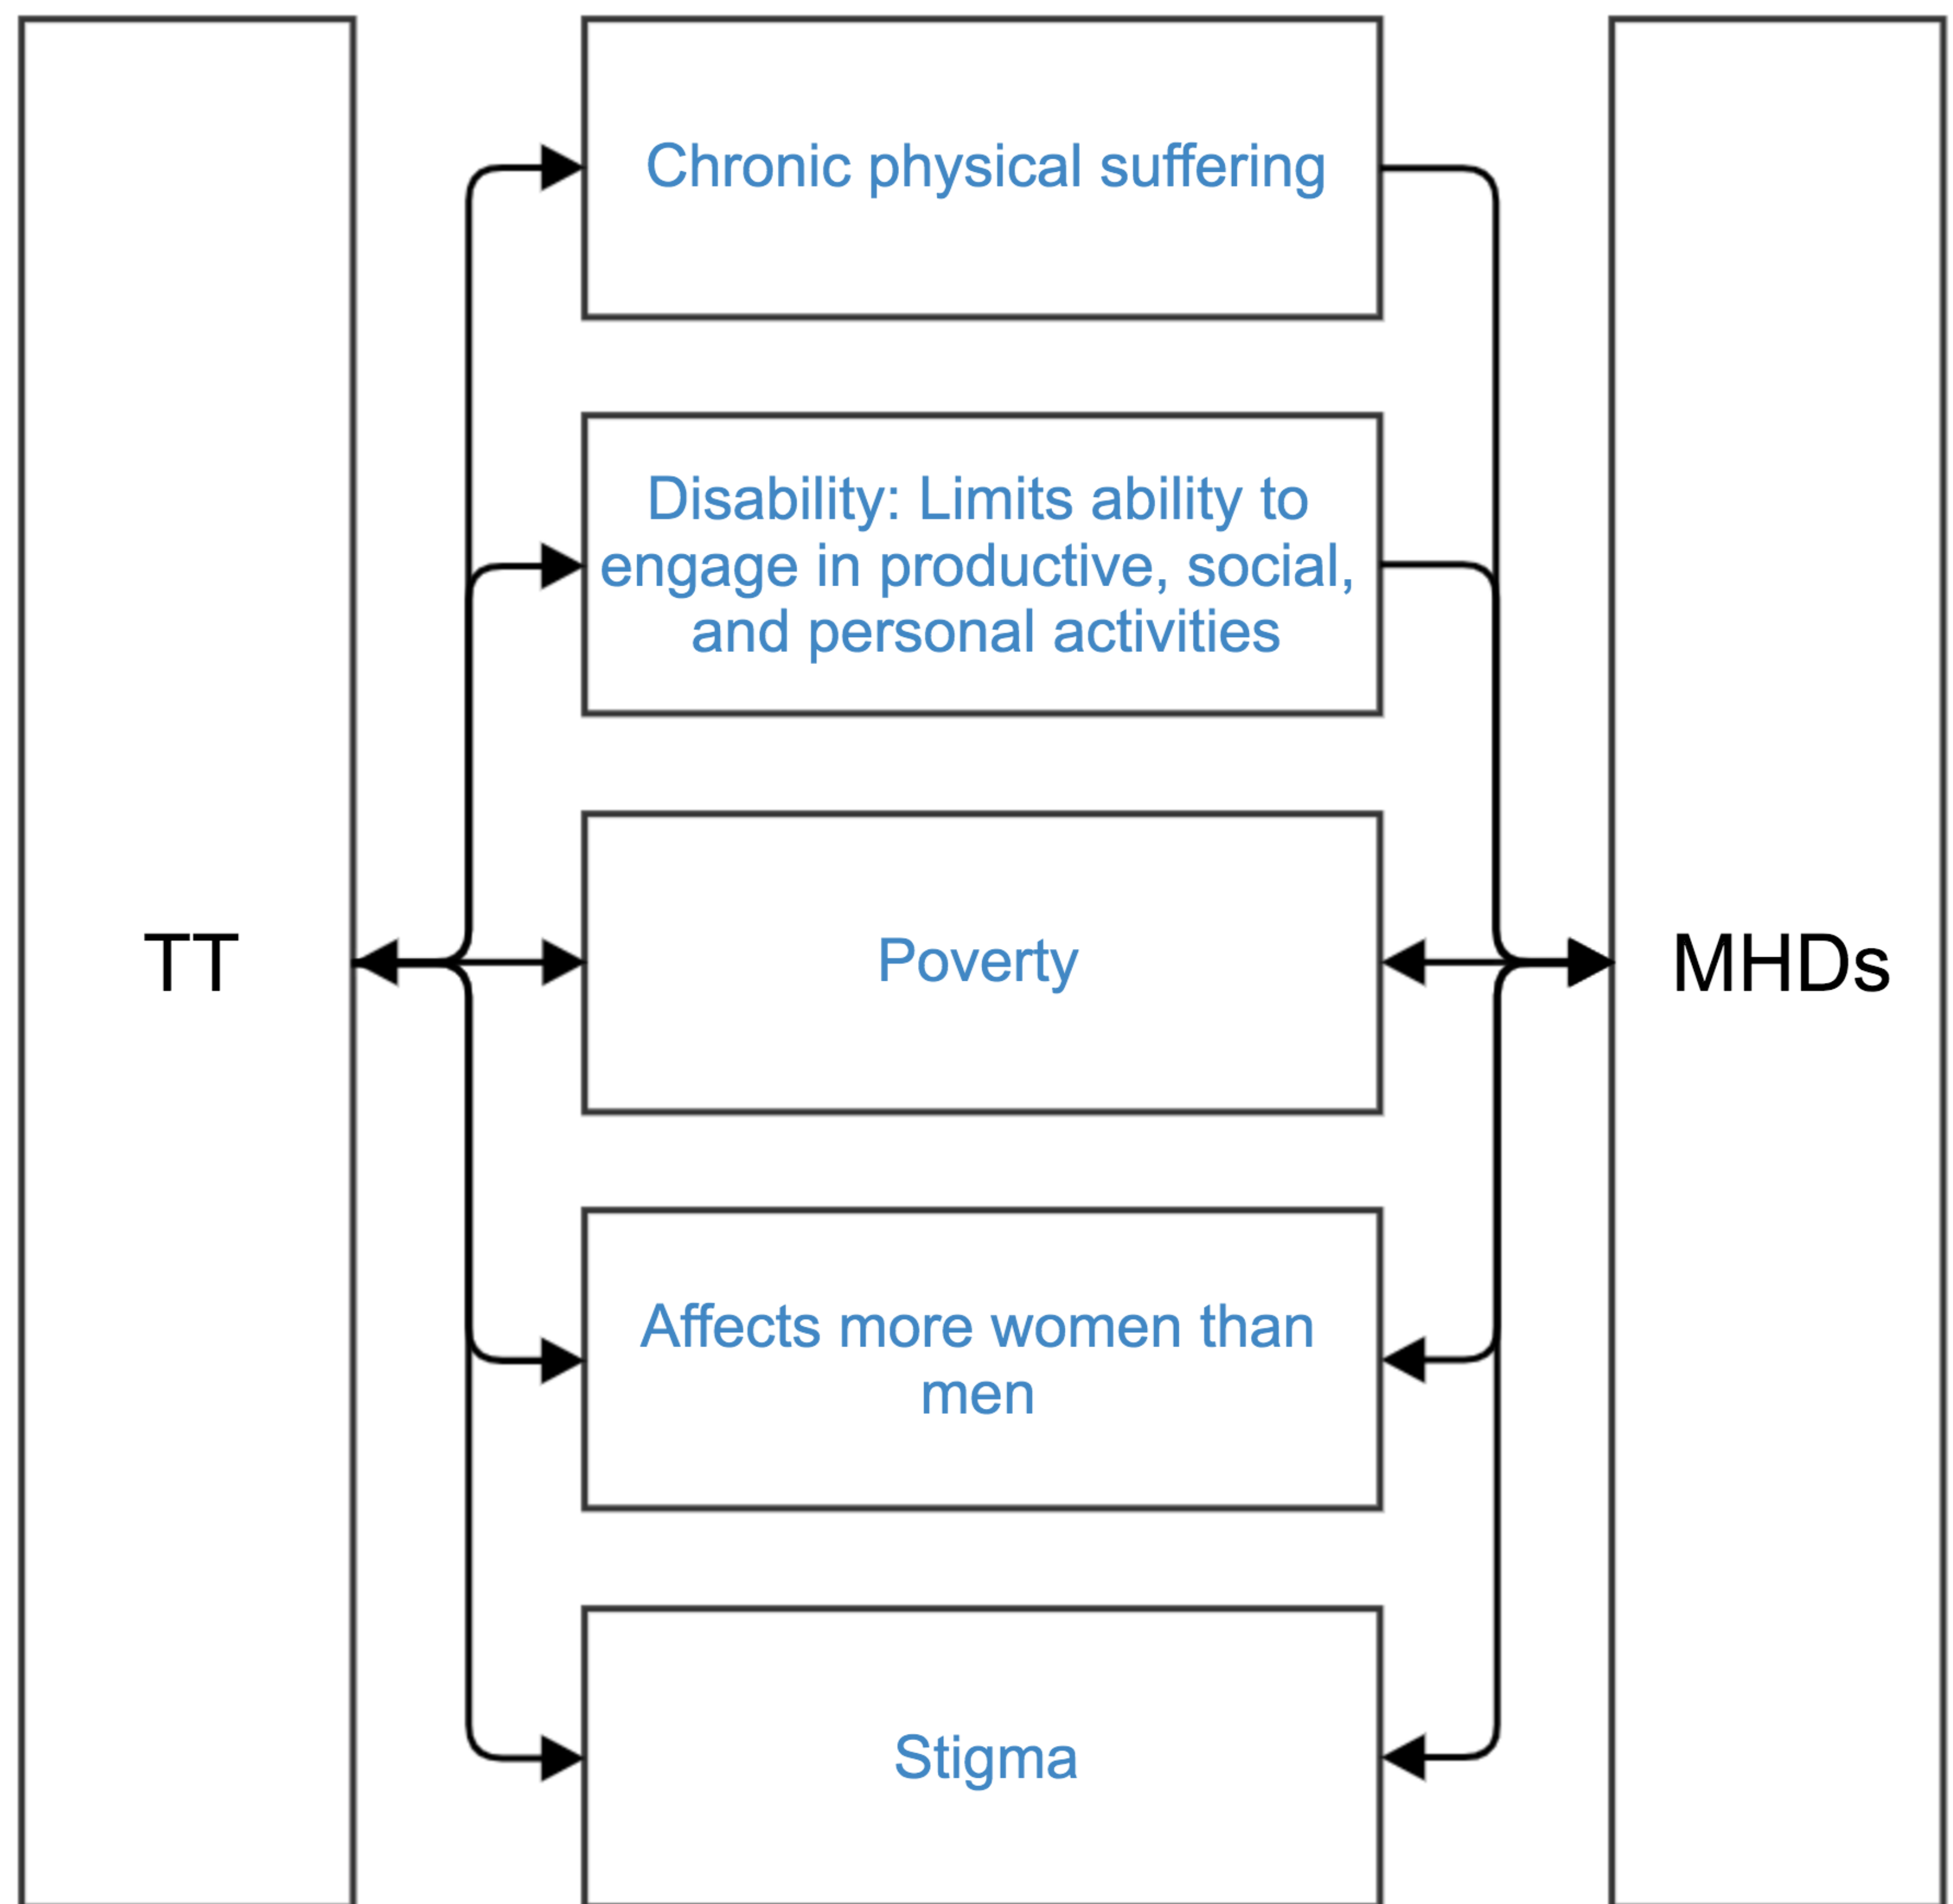 TT
Chronic physical suffering
Disability: Limits ability to
engage in productive, social,
and personal activities
Poverty
Affects more women than
men
Stigma
MHDs